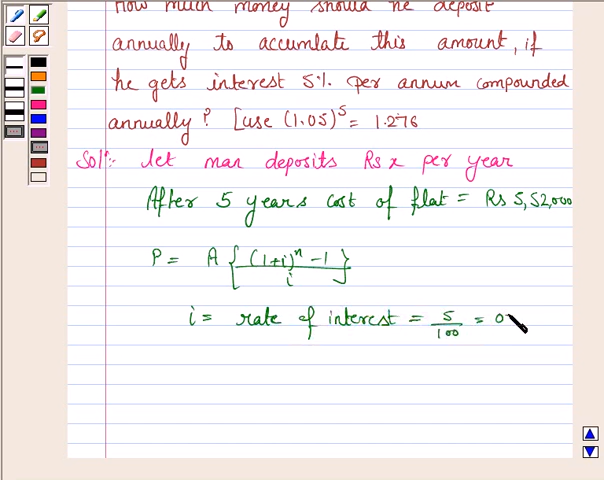 How much money should he deposit
annually to accumlate this amount, if
he gets interest 5% per annum compounded
annually? [use (1.05)^5 = 1.276
Solⁿ:- let man deposits Rs x per year
After 5 years cost of flat = Rs 5,52,000
P = A { (1+i)^n - 1 / i }
i = rate of interest = 5/100 = 0